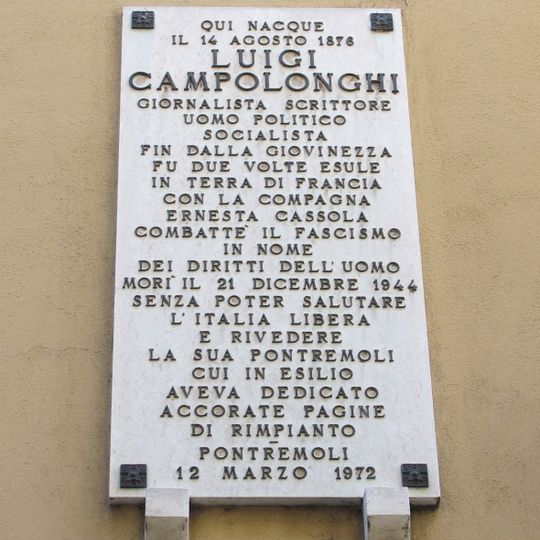 QUI NACQUE
IL 14 AGOSTO 1876
LUIGI
CAMPOLONGHI
GIORNALISTA SCRITTORE
UOMO POLITICO
SOCIALISTA
FIN DALLA GIOVINEZZA
FU DUE VOLTE ESULE
IN TERRA DI FRANCIA
CON LA COMPAGNA
ERNESTA CASSOLA
COMBATTÈ IL FASCISMO
IN NOME
DEI DIRITTI DELL'UOMO
MORÌ IL 21 DICEMBRE 1944
SENZA POTER SALUTARE
L'ITALIA LIBERA
E RIVEDERE
LA SUA PONTREMOLI
CUI IN ESILIO
AVEVA DEDICATO
ACCORATE PAGINE
DI RIMPIANTO
–
PONTREMOLI
12 MARZO 1972